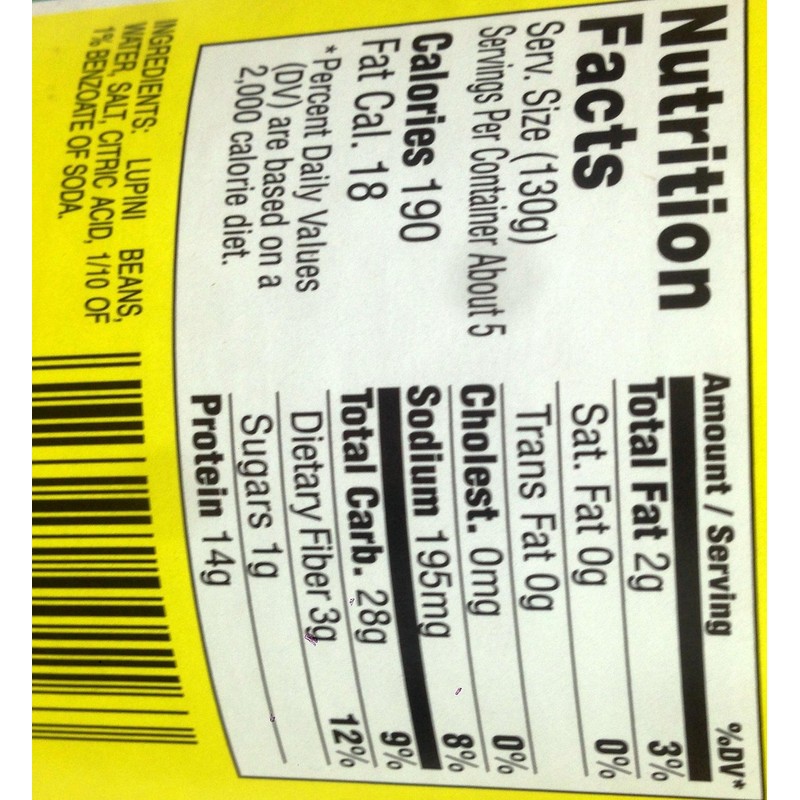 Nutrition
Facts
Serv. Size (130g)
Servings Per Container About 5
Calories 190
Fat Cal. 18
*Percent Daily Values
(DV) are based on a
2,000 calorie diet.
Amount / Serving %DV*
Total Fat 2g 3%
Sat. Fat 0g 0%
Trans Fat 0g
Cholest. 0mg 0%
Sodium 195mg 8%
Total Carb. 28g 9%
Dietary Fiber 3g 12%
Sugars 1g
Protein 14g
INGREDIENTS: LUPINI BEANS,
WATER, SALT, CITRIC ACID, 1/10 OF
1% BENZOATE OF SODA.